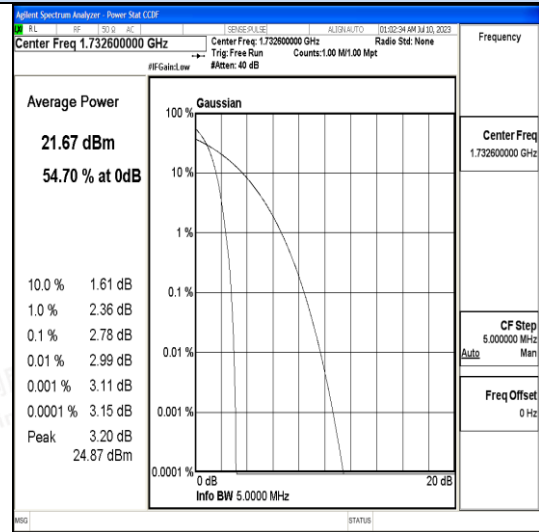 Agilent Spectrum Analyzer - Power Stat CCDF
RL RF 50 Ω AC SENSE:PULSE ALIGN AUTO 01:02:34 AM Jul 10, 2023
Center Freq 1.732600000 GHz
Center Freq: 1.732600000 GHz Radio Std: None
Trig: Free Run Counts:1.00 M/1.00 Mpt
#IFGain:Low #Atten: 40 dB
Frequency
Average Power
21.67 dBm
54.70 % at 0dB
10.0 % 1.61 dB
1.0 % 2.36 dB
0.1 % 2.78 dB
0.01 % 2.99 dB
0.001 % 3.11 dB
0.0001 % 3.15 dB
Peak 3.20 dB
24.87 dBm
Gaussian
100 %
10 %
1 %
0.1 %
0.01 %
0.001 %
0.0001 %
0 dB 20 dB
Info BW 5.0000 MHz
Center Freq
1.732600000 GHz
CF Step
5.000000 MHz
Auto Man
Freq Offset
0 Hz
MSG STATUS